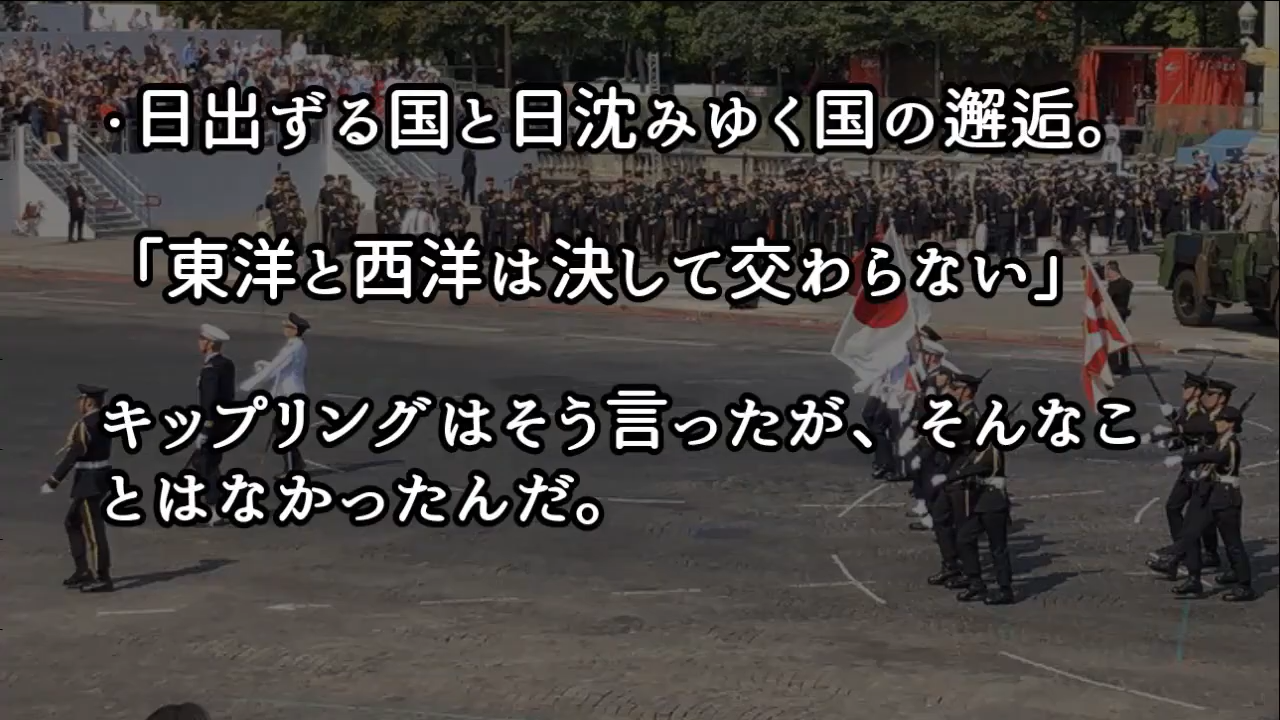 ・日出ずる国と日沈みゆく国の邂逅。
「東洋と西洋は決して交わらない」
キップリングはそう言ったが、そんなこ
とはなかったんだ。